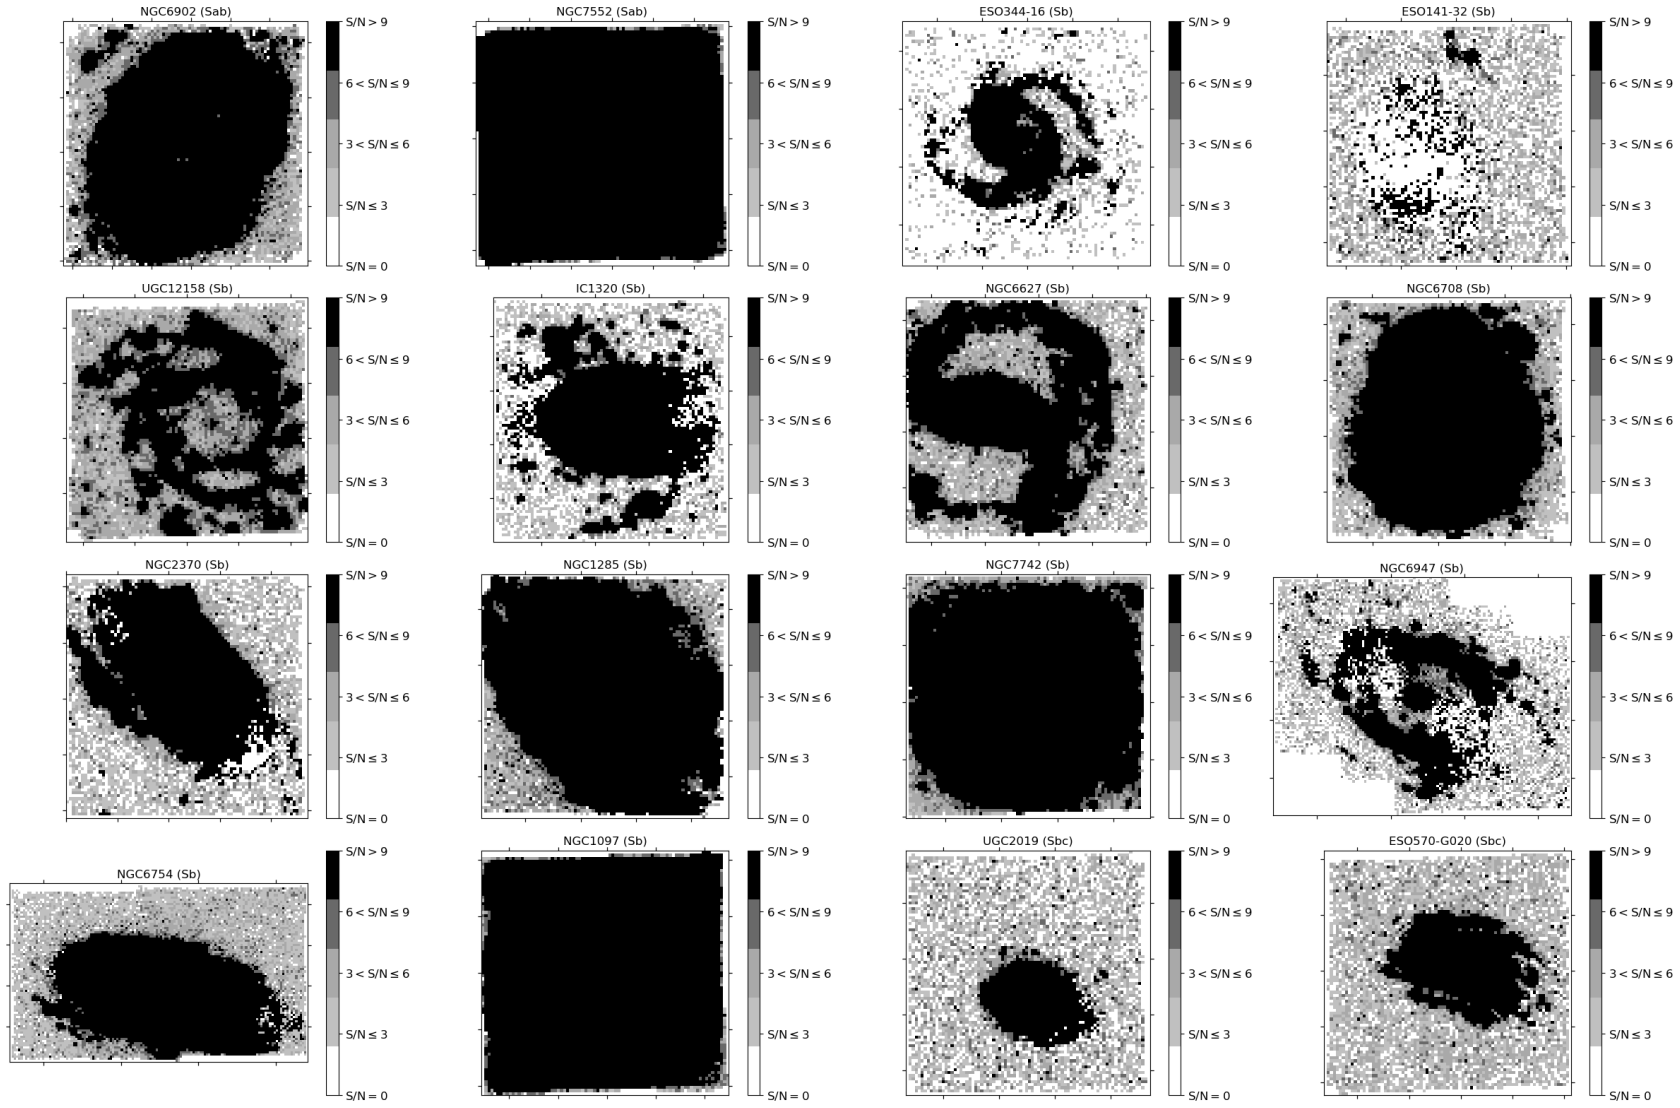 NGC6902 (Sab)
S/N > 9
6 < S/N ≤ 9
3 < S/N ≤ 6
S/N ≤ 3
S/N = 0
NGC7552 (Sab)
S/N > 9
6 < S/N ≤ 9
3 < S/N ≤ 6
S/N ≤ 3
S/N = 0
ESO344-16 (Sb)
S/N > 9
6 < S/N ≤ 9
3 < S/N ≤ 6
S/N ≤ 3
S/N = 0
ESO141-32 (Sb)
S/N > 9
6 < S/N ≤ 9
3 < S/N ≤ 6
S/N ≤ 3
S/N = 0
UGC12158 (Sb)
S/N > 9
6 < S/N ≤ 9
3 < S/N ≤ 6
S/N ≤ 3
S/N = 0
IC1320 (Sb)
S/N > 9
6 < S/N ≤ 9
3 < S/N ≤ 6
S/N ≤ 3
S/N = 0
NGC6627 (Sb)
S/N > 9
6 < S/N ≤ 9
3 < S/N ≤ 6
S/N ≤ 3
S/N = 0
NGC6708 (Sb)
S/N > 9
6 < S/N ≤ 9
3 < S/N ≤ 6
S/N ≤ 3
S/N = 0
NGC2370 (Sb)
S/N > 9
6 < S/N ≤ 9
3 < S/N ≤ 6
S/N ≤ 3
S/N = 0
NGC1285 (Sb)
S/N > 9
6 < S/N ≤ 9
3 < S/N ≤ 6
S/N ≤ 3
S/N = 0
NGC7742 (Sb)
S/N > 9
6 < S/N ≤ 9
3 < S/N ≤ 6
S/N ≤ 3
S/N = 0
NGC6947 (Sb)
S/N > 9
6 < S/N ≤ 9
3 < S/N ≤ 6
S/N ≤ 3
S/N = 0
NGC6754 (Sb)
S/N > 9
6 < S/N ≤ 9
3 < S/N ≤ 6
S/N ≤ 3
S/N = 0
NGC1097 (Sb)
S/N > 9
6 < S/N ≤ 9
3 < S/N ≤ 6
S/N ≤ 3
S/N = 0
UGC2019 (Sbc)
S/N > 9
6 < S/N ≤ 9
3 < S/N ≤ 6
S/N ≤ 3
S/N = 0
ESO570-G020 (Sbc)
S/N > 9
6 < S/N ≤ 9
3 < S/N ≤ 6
S/N ≤ 3
S/N = 0